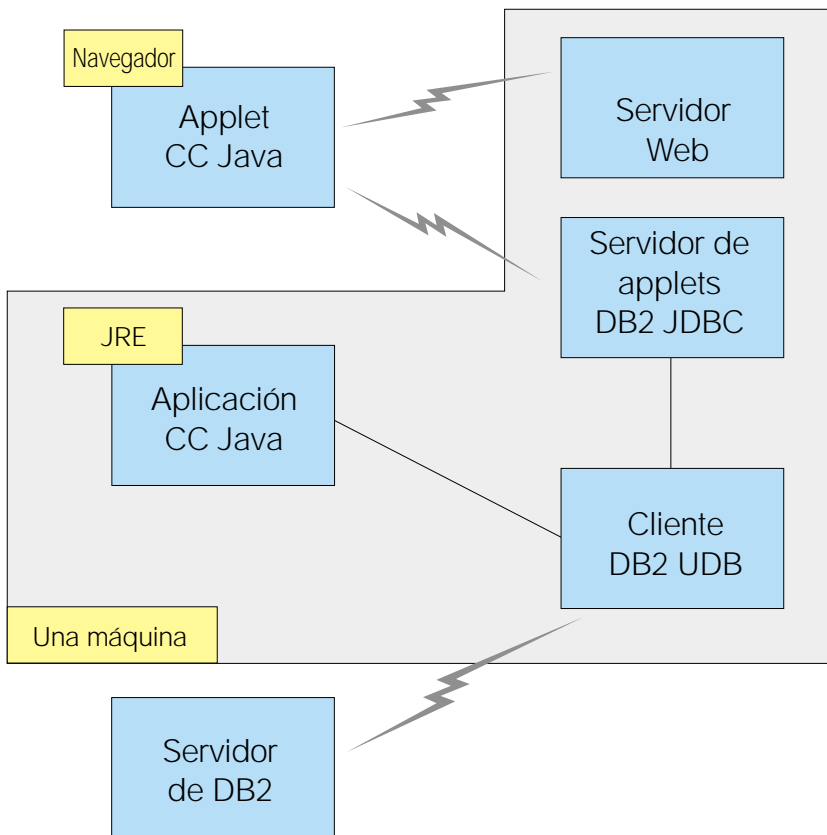 Navegador
Applet
CC Java
Servidor
Web
Servidor de
applets
DB2 JDBC
JRE
Aplicación
CC Java
Cliente
DB2 UDB
Una máquina
Servidor
de DB2